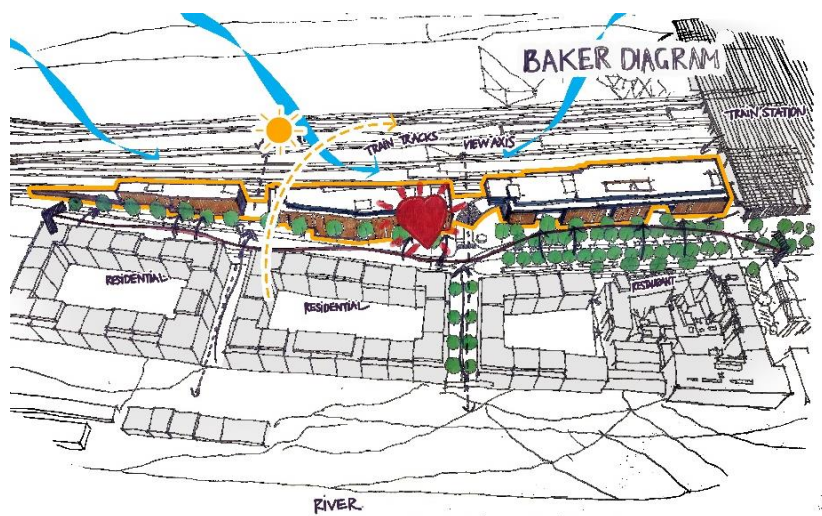 BAKER DIAGRAM
TRAIN STATION
TRAIN TRACKS
VIEW AXIS
RESIDENTIAL
RESIDENTIAL
RESTAURANT
RIVER